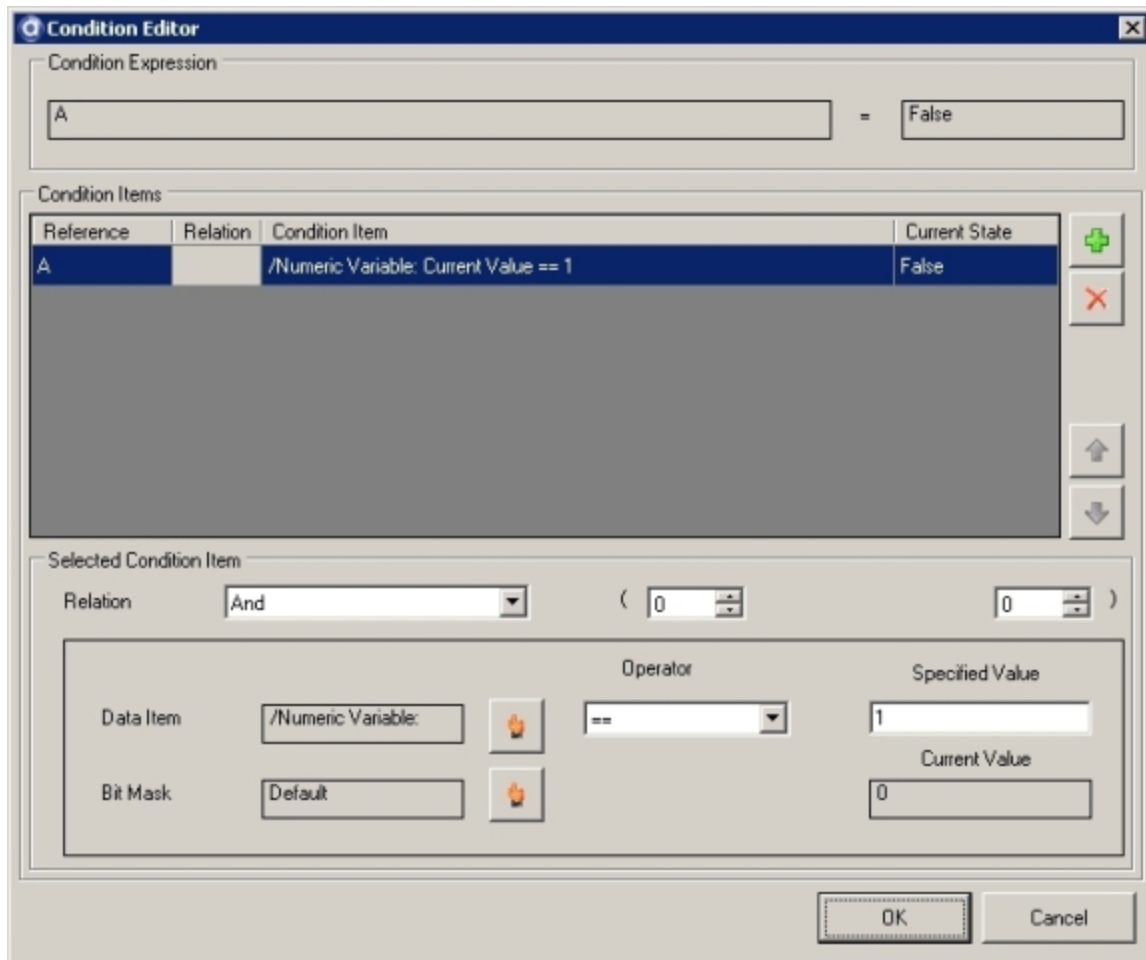 Condition Editor
Condition Expression
A = False
Condition Items
Reference Relation Condition Item Current State
A /Numeric Variable: Current Value == 1 False
Selected Condition Item
Relation And ( 0 0 )
Operator Specified Value
Data Item /Numeric Variable: == 1
Current Value
Bit Mask Default 0
OK Cancel